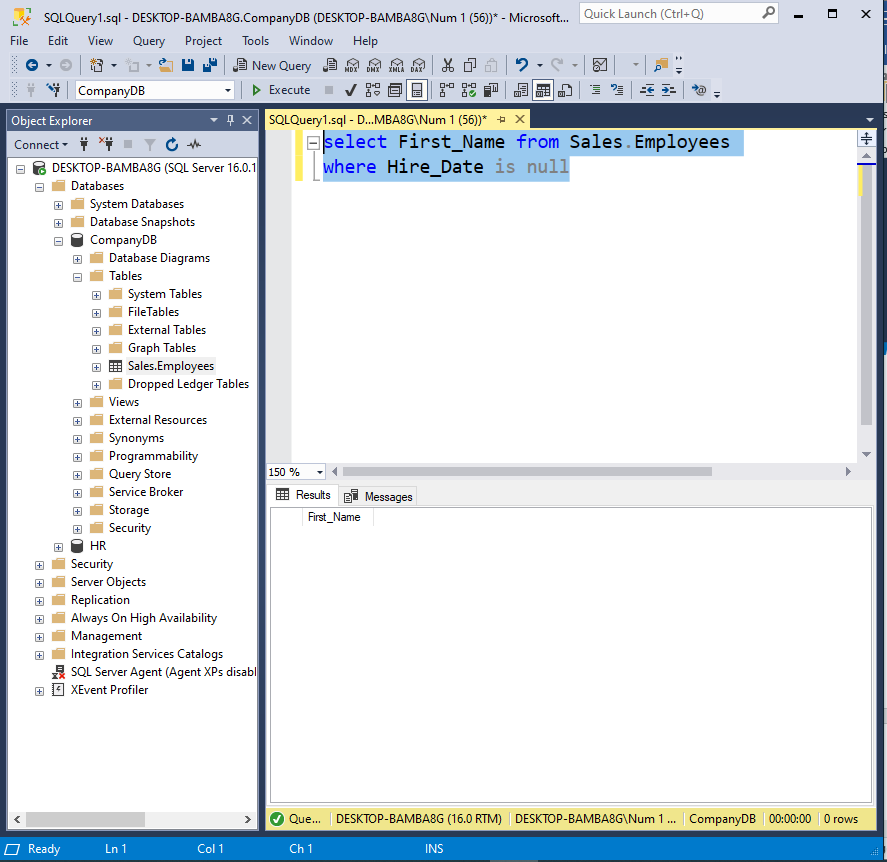 SQLQuery1.sql - DESKTOP-BAMBA8G.CompanyDB (DESKTOP-BAMBA8G\Num 1 (56))* - Microsoft...
Quick Launch (Ctrl+Q)
File Edit View Query Project Tools Window Help
New Query MDX DMX XMLA DAX
CompanyDB Execute
Object Explorer
SQLQuery1.sql - D...MBA8G\Num 1 (56))*
Connect
DESKTOP-BAMBA8G (SQL Server 16.0.1
Databases
System Databases
Database Snapshots
CompanyDB
Database Diagrams
Tables
System Tables
FileTables
External Tables
Graph Tables
Sales.Employees
Dropped Ledger Tables
Views
External Resources
Synonyms
Programmability
Query Store
Service Broker
Storage
Security
HR
Security
Server Objects
Replication
Always On High Availability
Management
Integration Services Catalogs
SQL Server Agent (Agent XPs disabl
XEvent Profiler
select First_Name from Sales.Employees
where Hire_Date is null
150 %
Results Messages
First_Name
Que... DESKTOP-BAMBA8G (16.0 RTM) DESKTOP-BAMBA8G\Num 1 ... CompanyDB 00:00:00 0 rows
Ready Ln 1 Col 1 Ch 1 INS